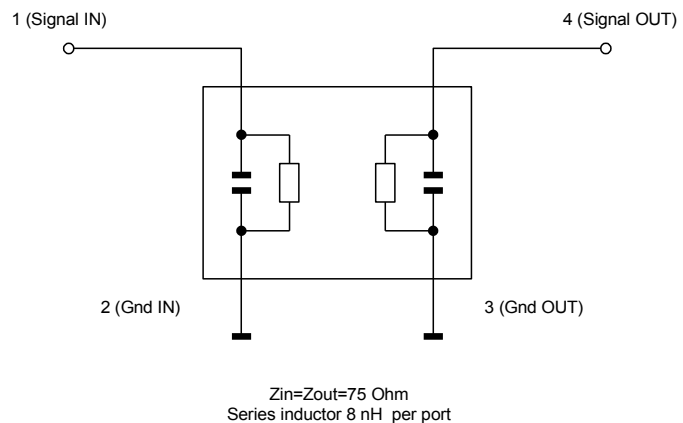 1 (Signal IN)
4 (Signal OUT)
2 (Gnd IN)
3 (Gnd OUT)
Zin=Zout=75 Ohm
Series inductor 8 nH per port